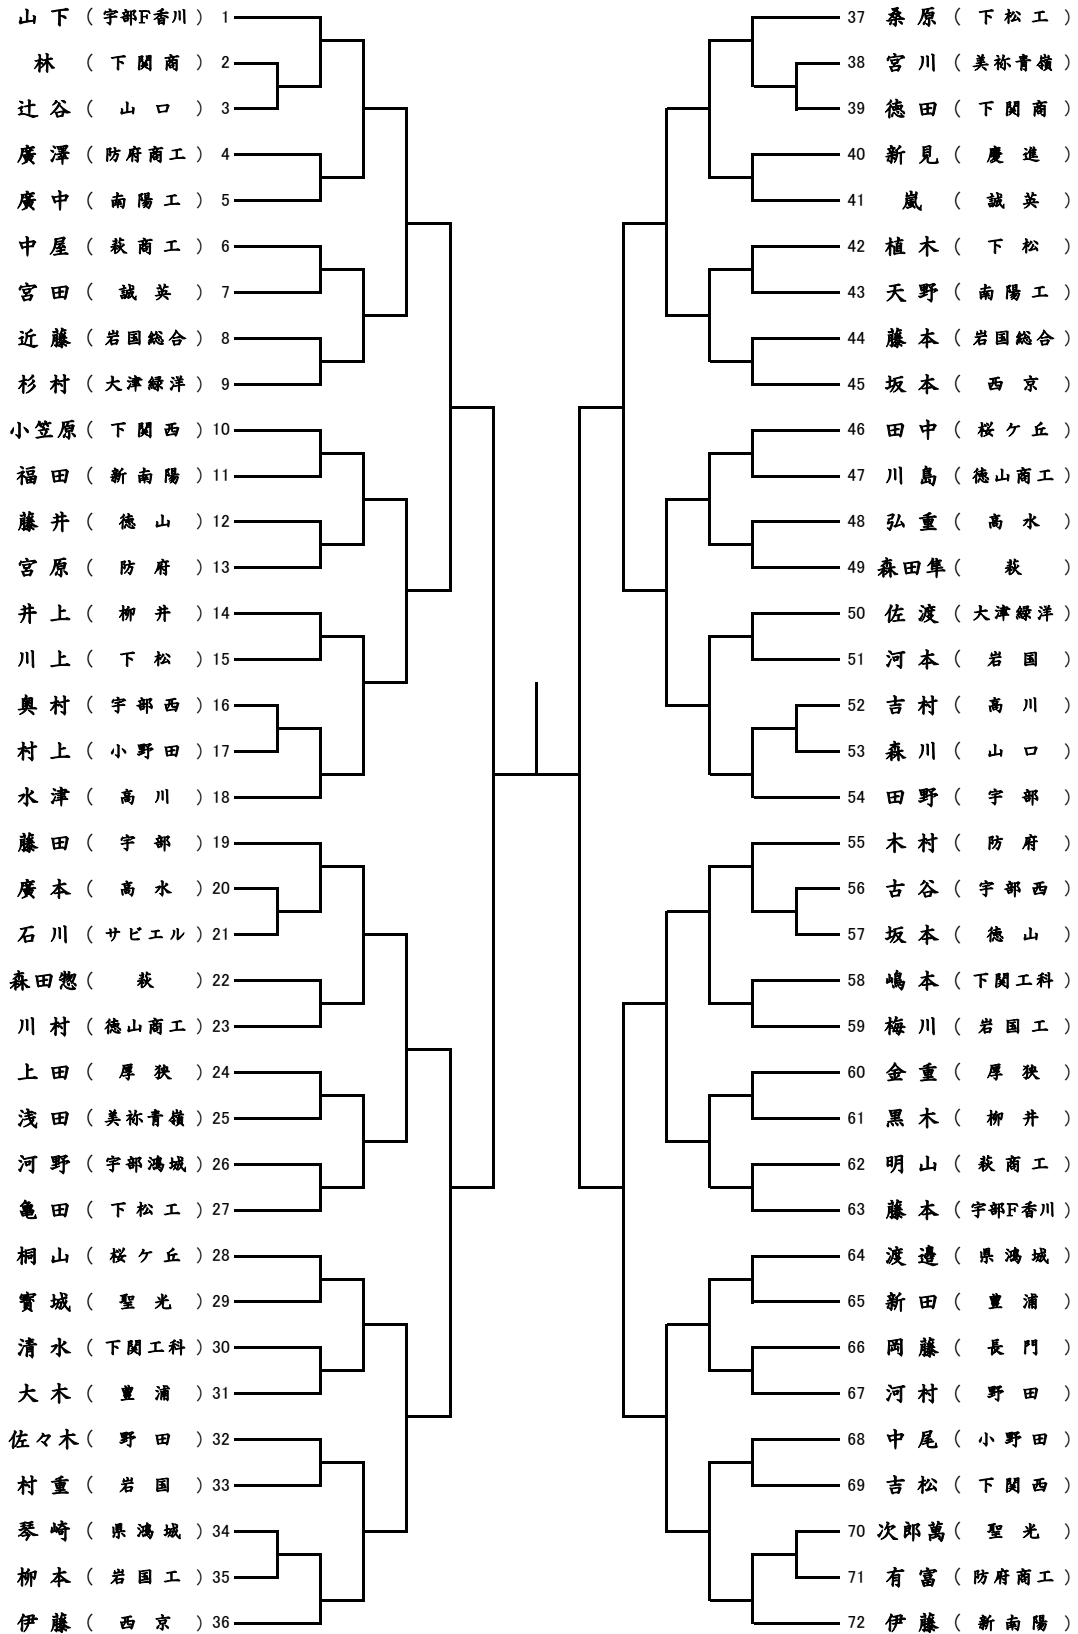 山下（宇部F香川）1
林（下関商）2
辻谷（山口）3
廣澤（防府商工）4
廣中（南陽工）5
中屋（萩商工）6
宮田（誠英）7
近藤（岩国総合）8
杉村（大津緑洋）9
小笠原（下関西）10
福田（新南陽）11
藤井（徳山）12
宮原（防府）13
井上（柳井）14
川上（下松）15
奥村（宇部西）16
村上（小野田）17
水津（高川）18
藤田（宇部）19
廣本（高水）20
石川（サビエル）21
森田惣（萩）22
川村（徳山商工）23
上田（厚狭）24
浅田（美祢青嶺）25
河野（宇部鴻城）26
亀田（下松工）27
桐山（桜ケ丘）28
寳城（聖光）29
清水（下関工科）30
大木（豊浦）31
佐々木（野田）32
村重（岩国）33
琴崎（県鴻城）34
柳本（岩国工）35
伊藤（西京）36
37 桑原（下松工）
38 宮川（美祢青嶺）
39 徳田（下関商）
40 新見（慶進）
41 嵐（誠英）
42 植木（下松）
43 天野（南陽工）
44 藤本（岩国総合）
45 坂本（西京）
46 田中（桜ケ丘）
47 川島（徳山商工）
48 弘重（高水）
49 森田隼（萩）
50 佐渡（大津緑洋）
51 河本（岩国）
52 吉村（高川）
53 森川（山口）
54 田野（宇部）
55 木村（防府）
56 古谷（宇部西）
57 坂本（徳山）
58 嶋本（下関工科）
59 梅川（岩国工）
60 金重（厚狭）
61 黒木（柳井）
62 明山（萩商工）
63 藤本（宇部F香川）
64 渡邉（県鴻城）
65 新田（豊浦）
66 岡藤（長門）
67 河村（野田）
68 中尾（小野田）
69 吉松（下関西）
70 次郎萬（聖光）
71 有富（防府商工）
72 伊藤（新南陽）